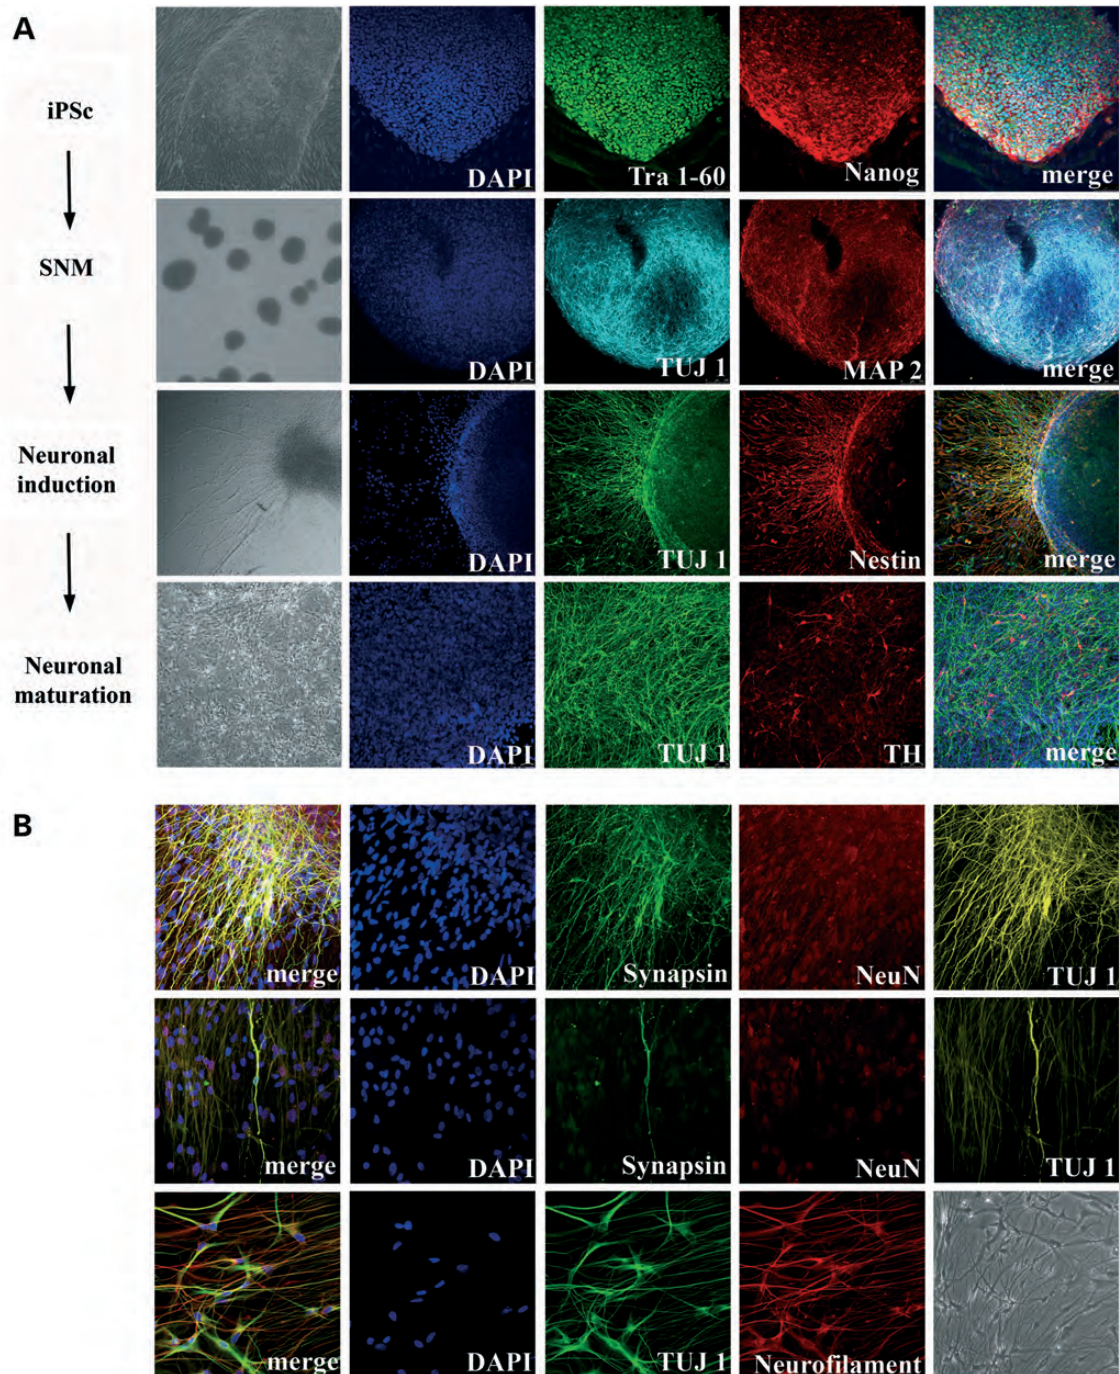 A
iPSc
DAPI
Tra 1-60
Nanog
merge
SNM
DAPI
TUJ 1
MAP 2
merge
Neuronal
induction
DAPI
TUJ 1
Nestin
merge
Neuronal
maturation
DAPI
TUJ 1
TH
merge
B
merge
DAPI
Synapsin
NeuN
TUJ 1
merge
DAPI
Synapsin
NeuN
TUJ 1
merge
DAPI
TUJ 1
Neurofilament